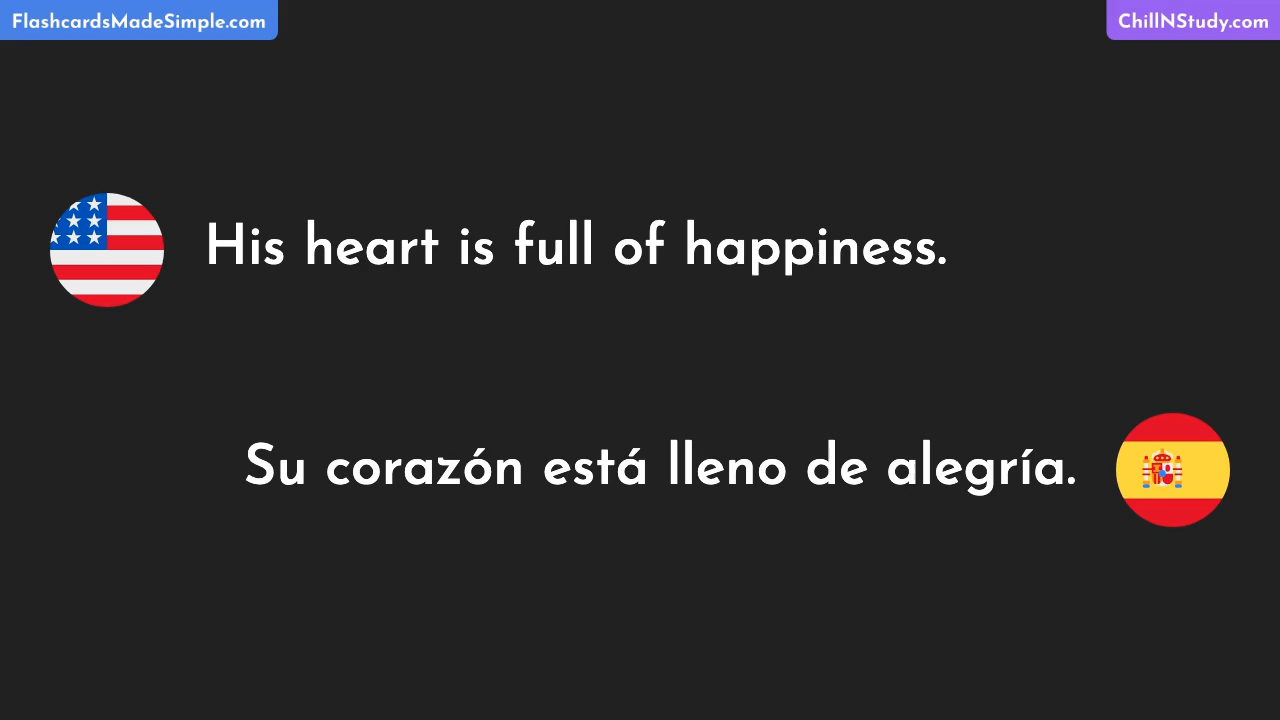 FlashcardsMadeSimple.com
ChillNStudy.com
His heart is full of happiness.
Su corazón está lleno de alegría.